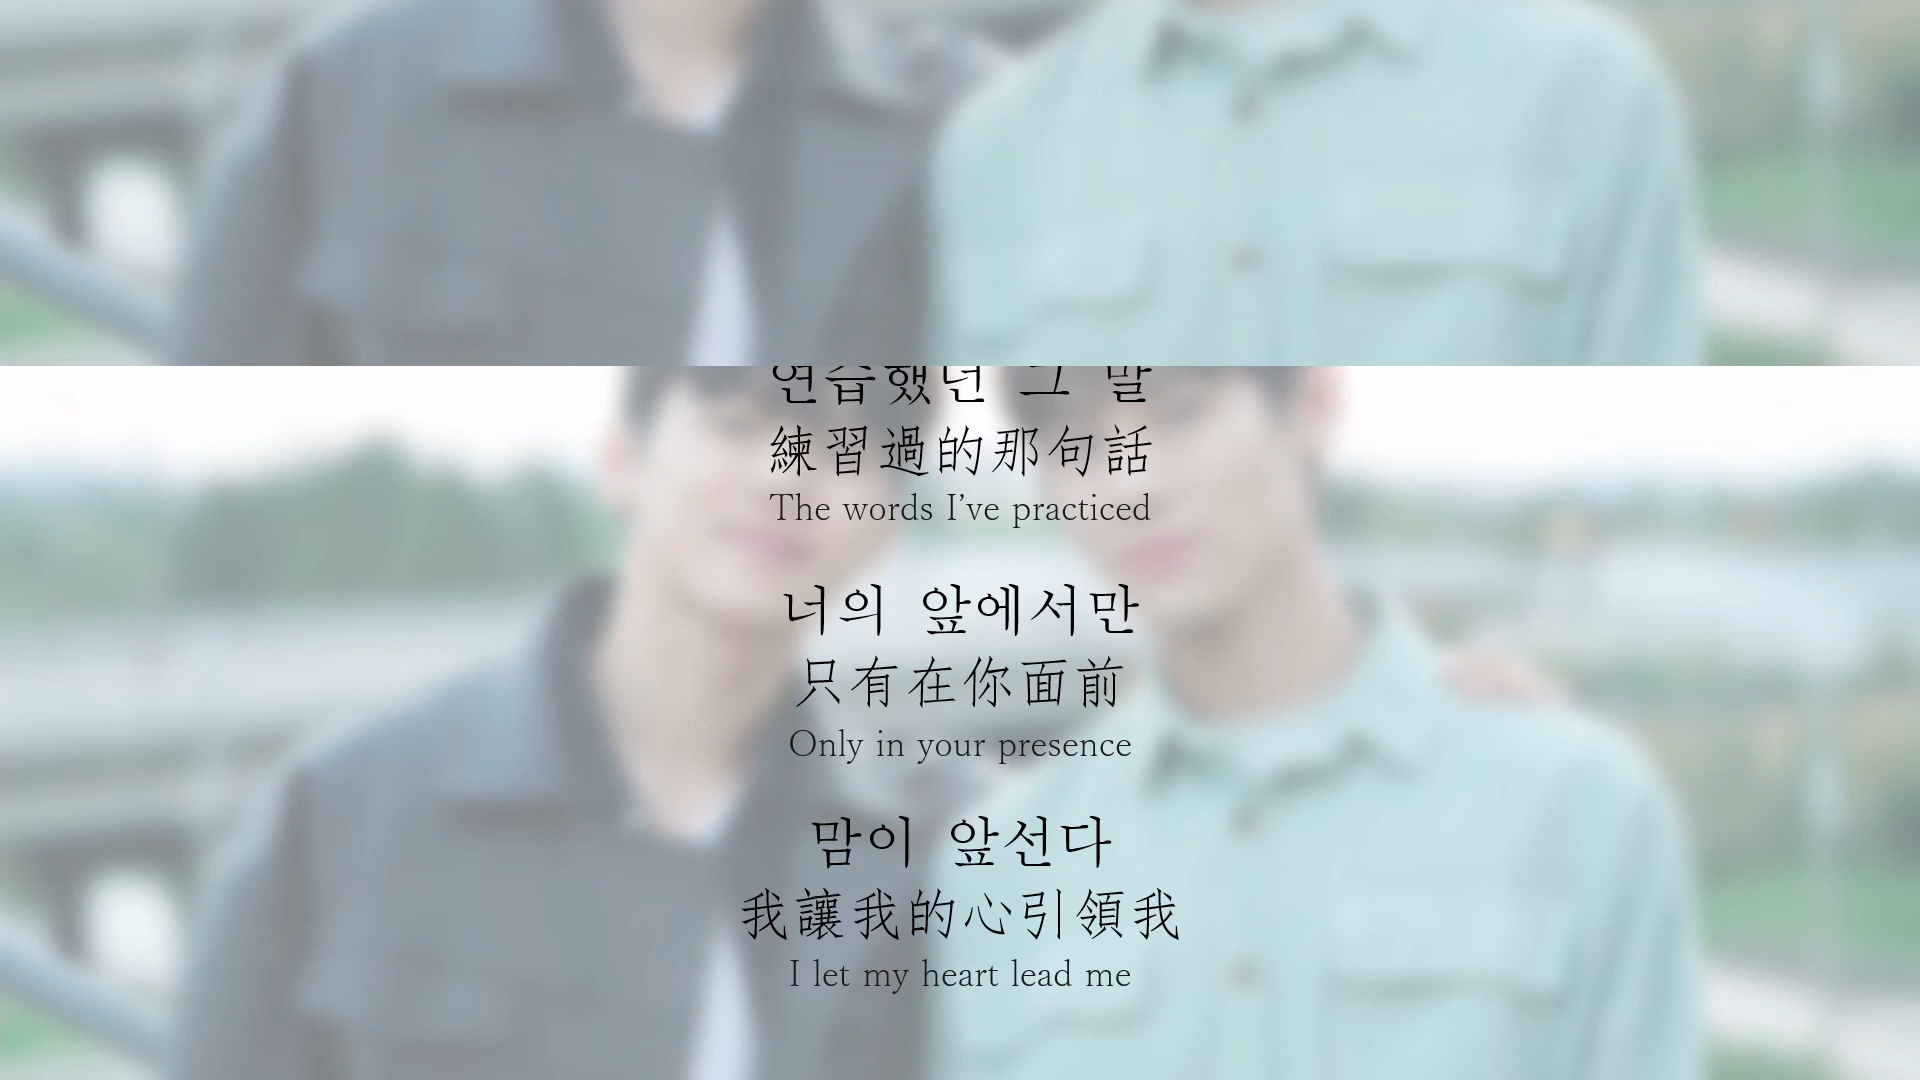 연습했던 그 말
練習過的那句話
The words I've practiced
너의 앞에서만
只有在你面前
Only in your presence
맘이 앞선다
我讓我的心引領我
I let my heart lead me